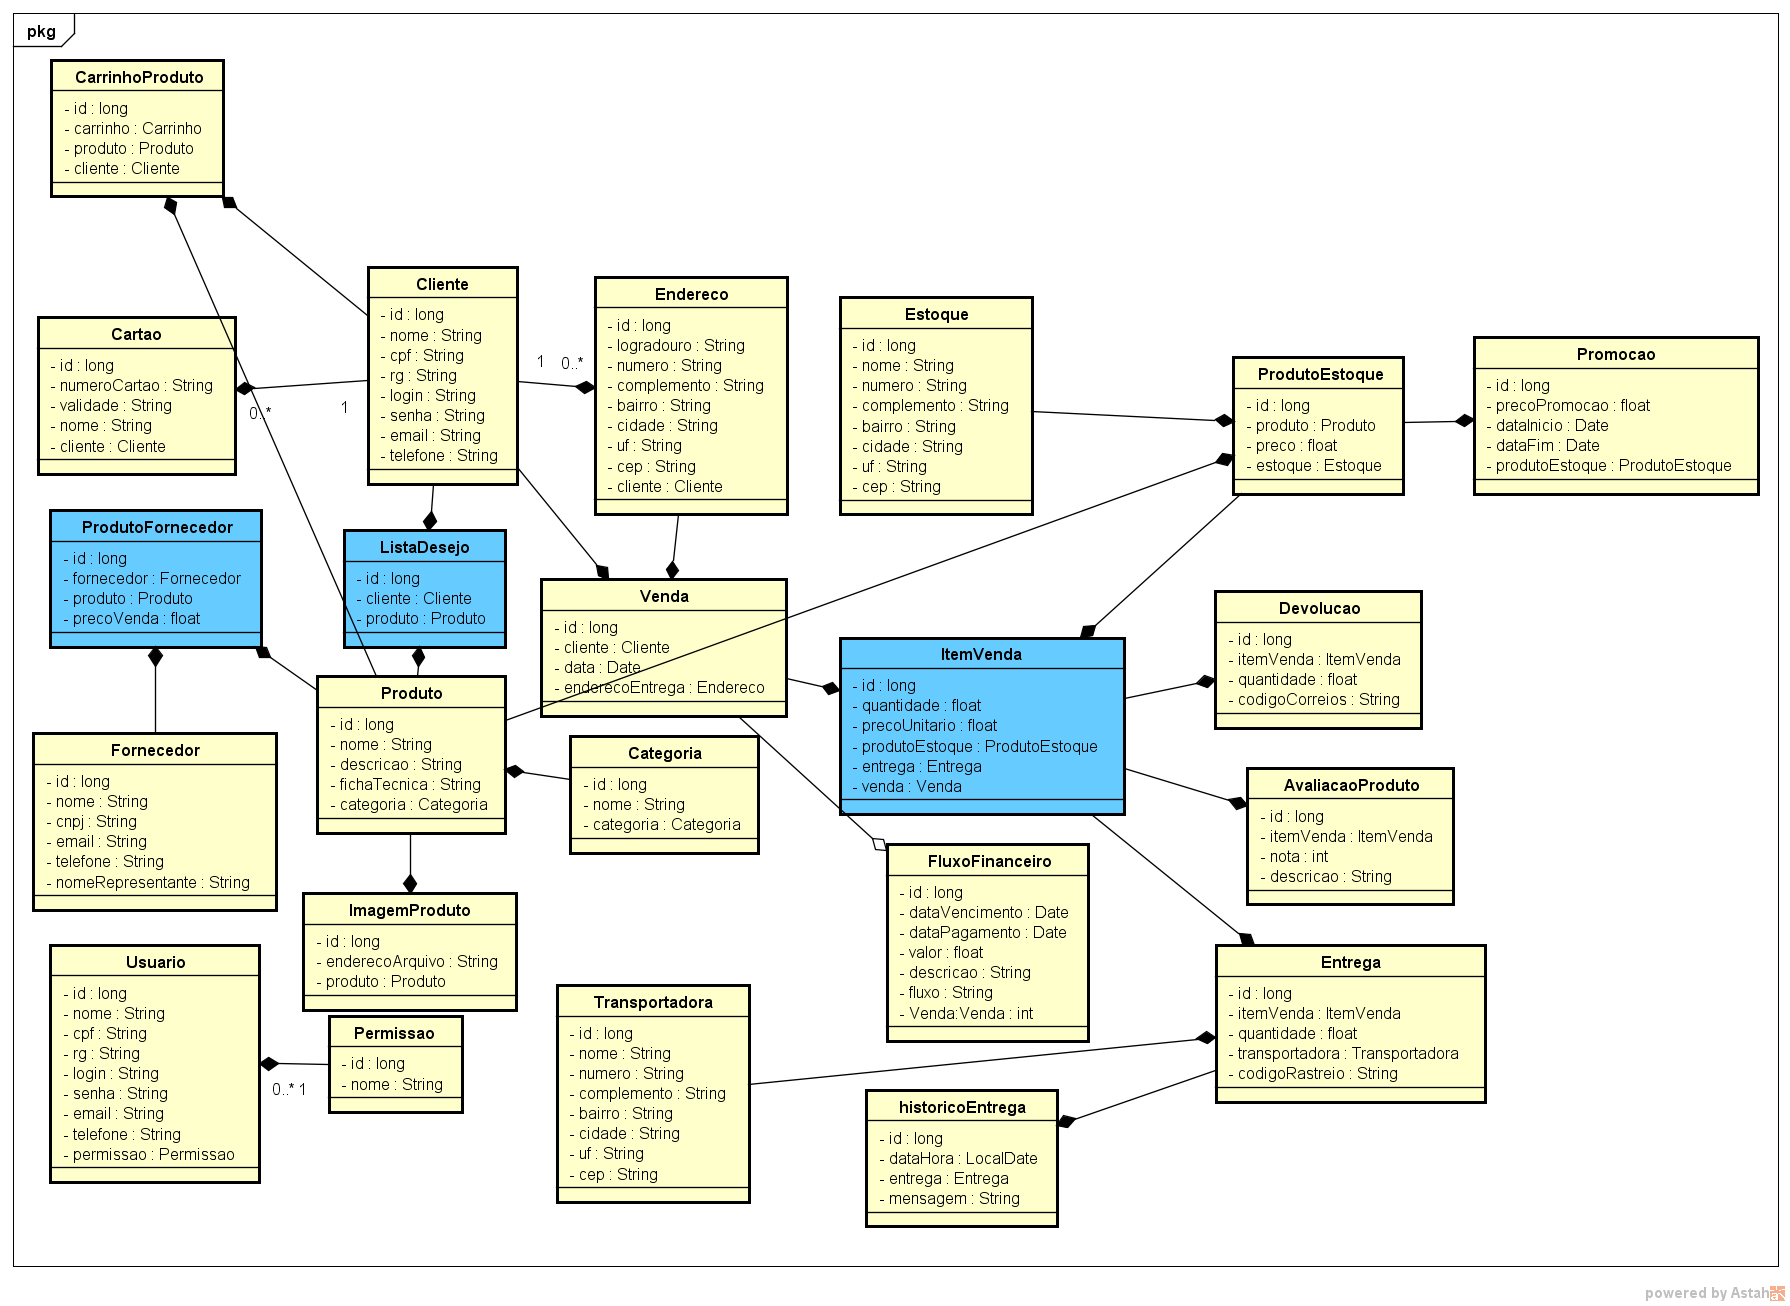 pkg
CarrinhoProduto
- id : long
- carrinho : Carrinho
- produto : Produto
- cliente : Cliente
Cliente
- id : long
- nome : String
- cpf : String
- rg : String
- login : String
- senha : String
- email : String
- telefone : String
1 0..*
Endereco
- id : long
- logradouro : String
- numero : String
- complemento : String
- bairro : String
- cidade : String
- uf : String
- cep : String
- cliente : Cliente
Estoque
- id : long
- nome : String
- numero : String
- complemento : String
- bairro : String
- cidade : String
- uf : String
- cep : String
ProdutoEstoque
- id : long
- produto : Produto
- preco : float
- estoque : Estoque
Promocao
- id : long
- precoPromocao : float
- dataInicio : Date
- dataFim : Date
- produtoEstoque : ProdutoEstoque
Cartao
- id : long
- numeroCartao : String
- validade : String
- nome : String
- cliente : Cliente
0..* 1
ProdutoFornecedor
- id : long
- fornecedor : Fornecedor
- produto : Produto
- precoVenda : float
ListaDesejo
- id : long
- cliente : Cliente
- produto : Produto
Venda
- id : long
- cliente : Cliente
- data : Date
- enderecoEntrega : Endereco
ItemVenda
- id : long
- quantidade : float
- precoUnitario : float
- produtoEstoque : ProdutoEstoque
- entrega : Entrega
- venda : Venda
Devolucao
- id : long
- itemVenda : ItemVenda
- quantidade : float
- codigoCorreios : String
Fornecedor
- id : long
- nome : String
- cnpj : String
- email : String
- telefone : String
- nomeRepresentante : String
Produto
- id : long
- nome : String
- descricao : String
- fichaTecnica : String
- categoria : Categoria
Categoria
- id : long
- nome : String
- categoria : Categoria
AvaliacaoProduto
- id : long
- itemVenda : ItemVenda
- nota : int
- descricao : String
FluxoFinanceiro
- id : long
- dataVencimento : Date
- dataPagamento : Date
- valor : float
- descricao : String
- fluxo : String
- Venda:Venda : int
ImagemProduto
- id : long
- enderecoArquivo : String
- produto : Produto
Usuario
- id : long
- nome : String
- cpf : String
- rg : String
- login : String
- senha : String
- email : String
- telefone : String
- permissao : Permissao
0..* 1
Permissao
- id : long
- nome : String
Transportadora
- id : long
- nome : String
- numero : String
- complemento : String
- bairro : String
- cidade : String
- uf : String
- cep : String
Entrega
- id : long
- itemVenda : ItemVenda
- quantidade : float
- transportadora : Transportadora
- codigoRastreio : String
historicoEntrega
- id : long
- dataHora : LocalDate
- entrega : Entrega
- mensagem : String
powered by Astah